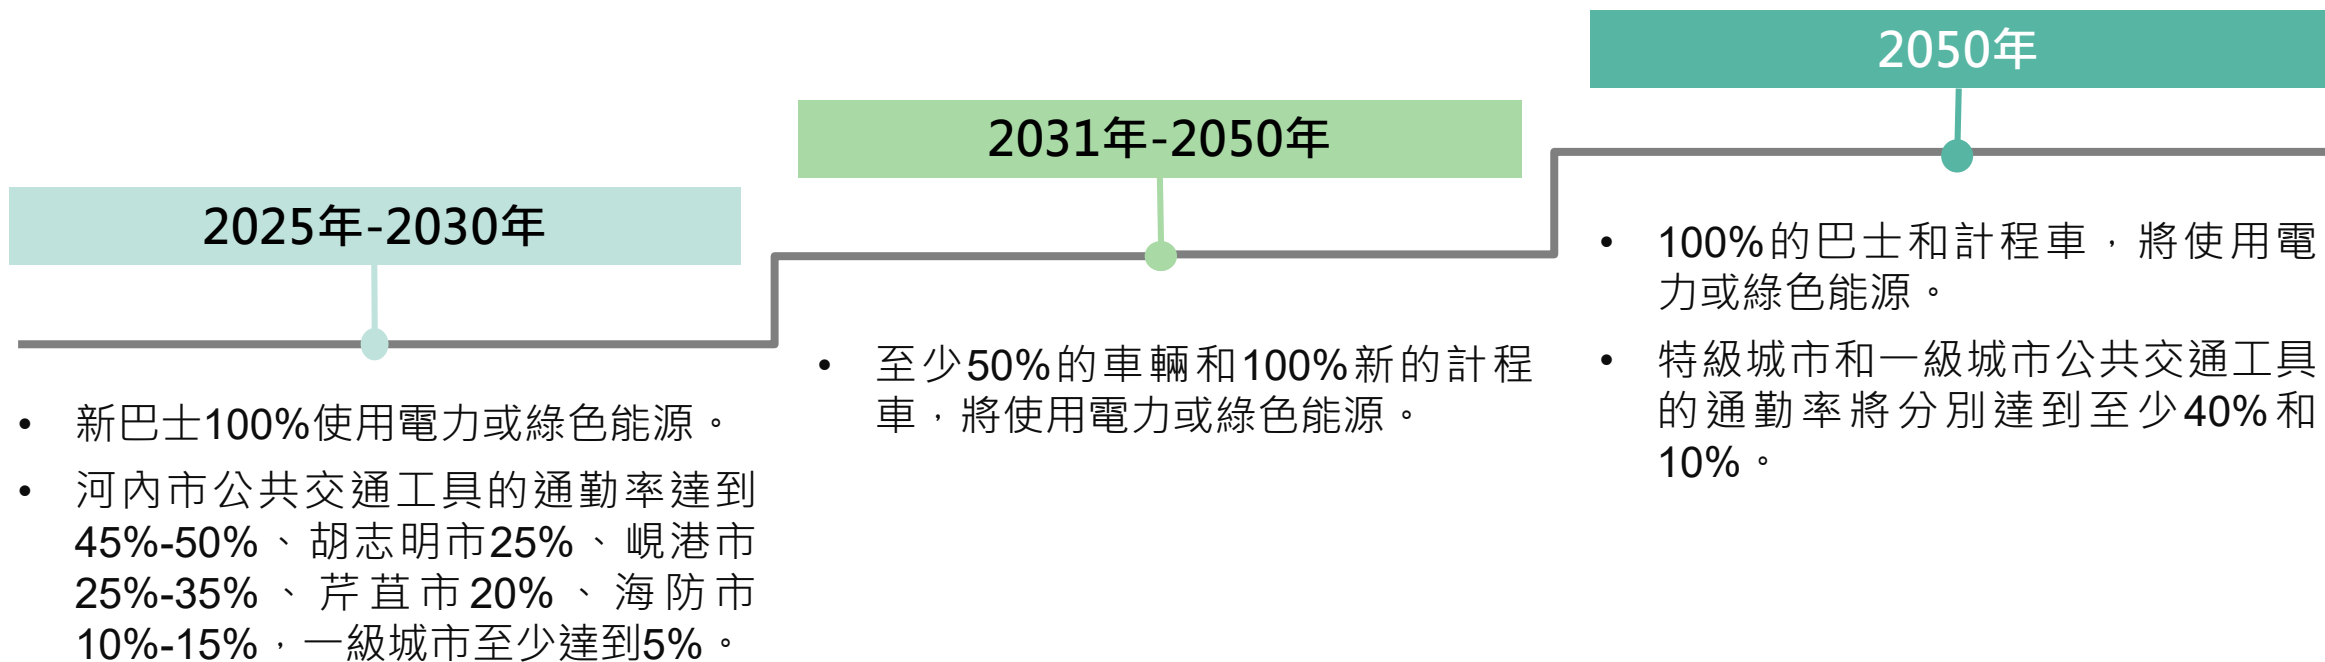 2025年-2030年
• 新巴士100%使用電力或綠色能源。
• 河內市公共交通工具的通勤率達到
45%-50%、胡志明市25%、峴港市
25%-35%、芹苴市20%、海防市
10%-15%，一級城市至少達到5%。
2031年-2050年
• 至少50%的車輛和100%新的計程
車，將使用電力或綠色能源。
2050年
• 100%的巴士和計程車，將使用電
力或綠色能源。
• 特級城市和一級城市公共交通工具
的通勤率將分別達到至少40%和
10%。